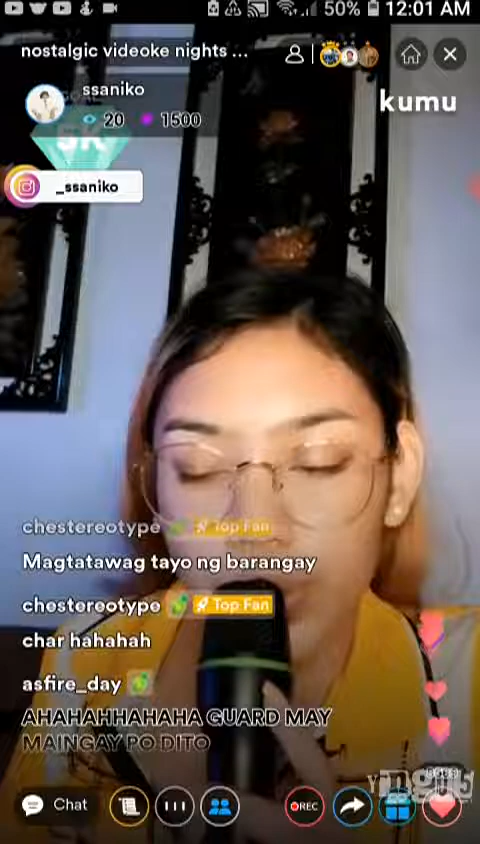 50% 12:01 AM
nostalgic videoke nights ...
ssaniko
20 1500
kumu
5K
_ssaniko
chestereotype Top Fan
Magtatawag tayo ng barangay
chestereotype Top Fan
char hahahah
asfire_day
AHAHAHHAHAHA GUARD MAY
MAINGAY PO DITO
Chat
REC